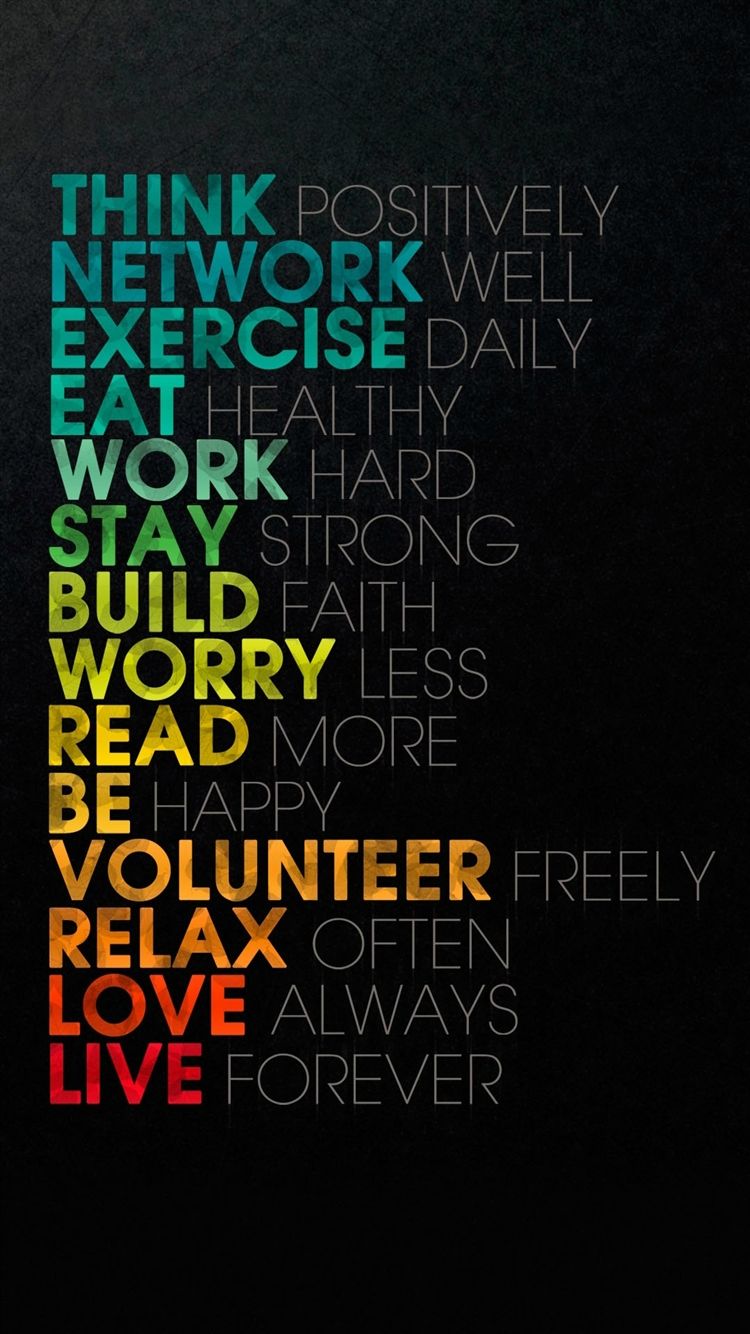 THINK POSITIVELY
NETWORK WELL
EXERCISE DAILY
EAT HEALTHY
WORK HARD
STAY STRONG
BUILD FAITH
WORRY LESS
READ MORE
BE HAPPY
VOLUNTEER FREELY
RELAX OFTEN
LOVE ALWAYS
LIVE FOREVER